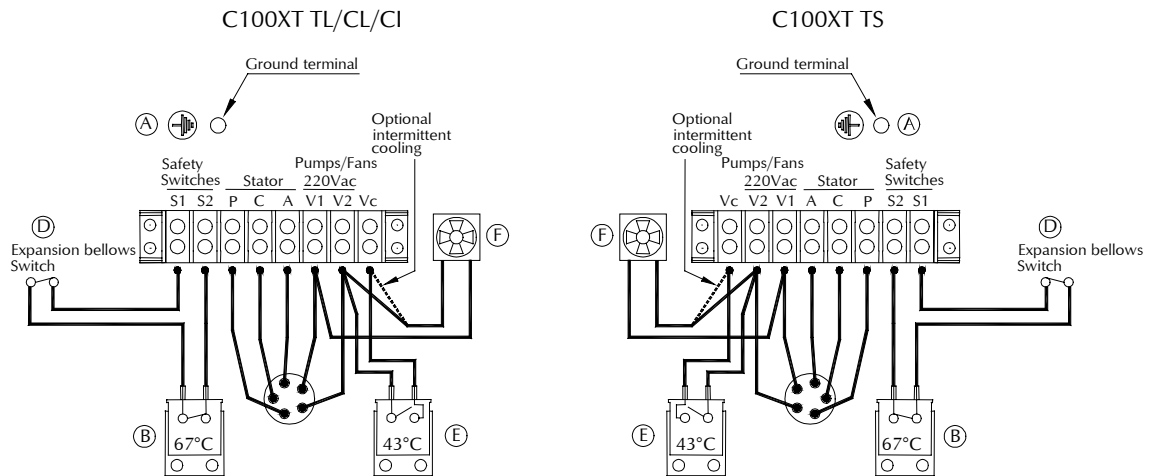 C100XT TL/CL/CI
Ground terminal
A
Optional
intermittent
cooling
Safety
Switches
Stator
Pumps/Fans
220Vac
S1 S2 P C A V1 V2 Vc
D
Expansion bellows
Switch
F
B
67°C
43°C
E
C100XT TS
Ground terminal
A
Optional
intermittent
cooling
Pumps/Fans
220Vac
Stator
Safety
Switches
Vc V2 V1 A C P S2 S1
F
D
Expansion bellows
Switch
E
43°C
67°C
B